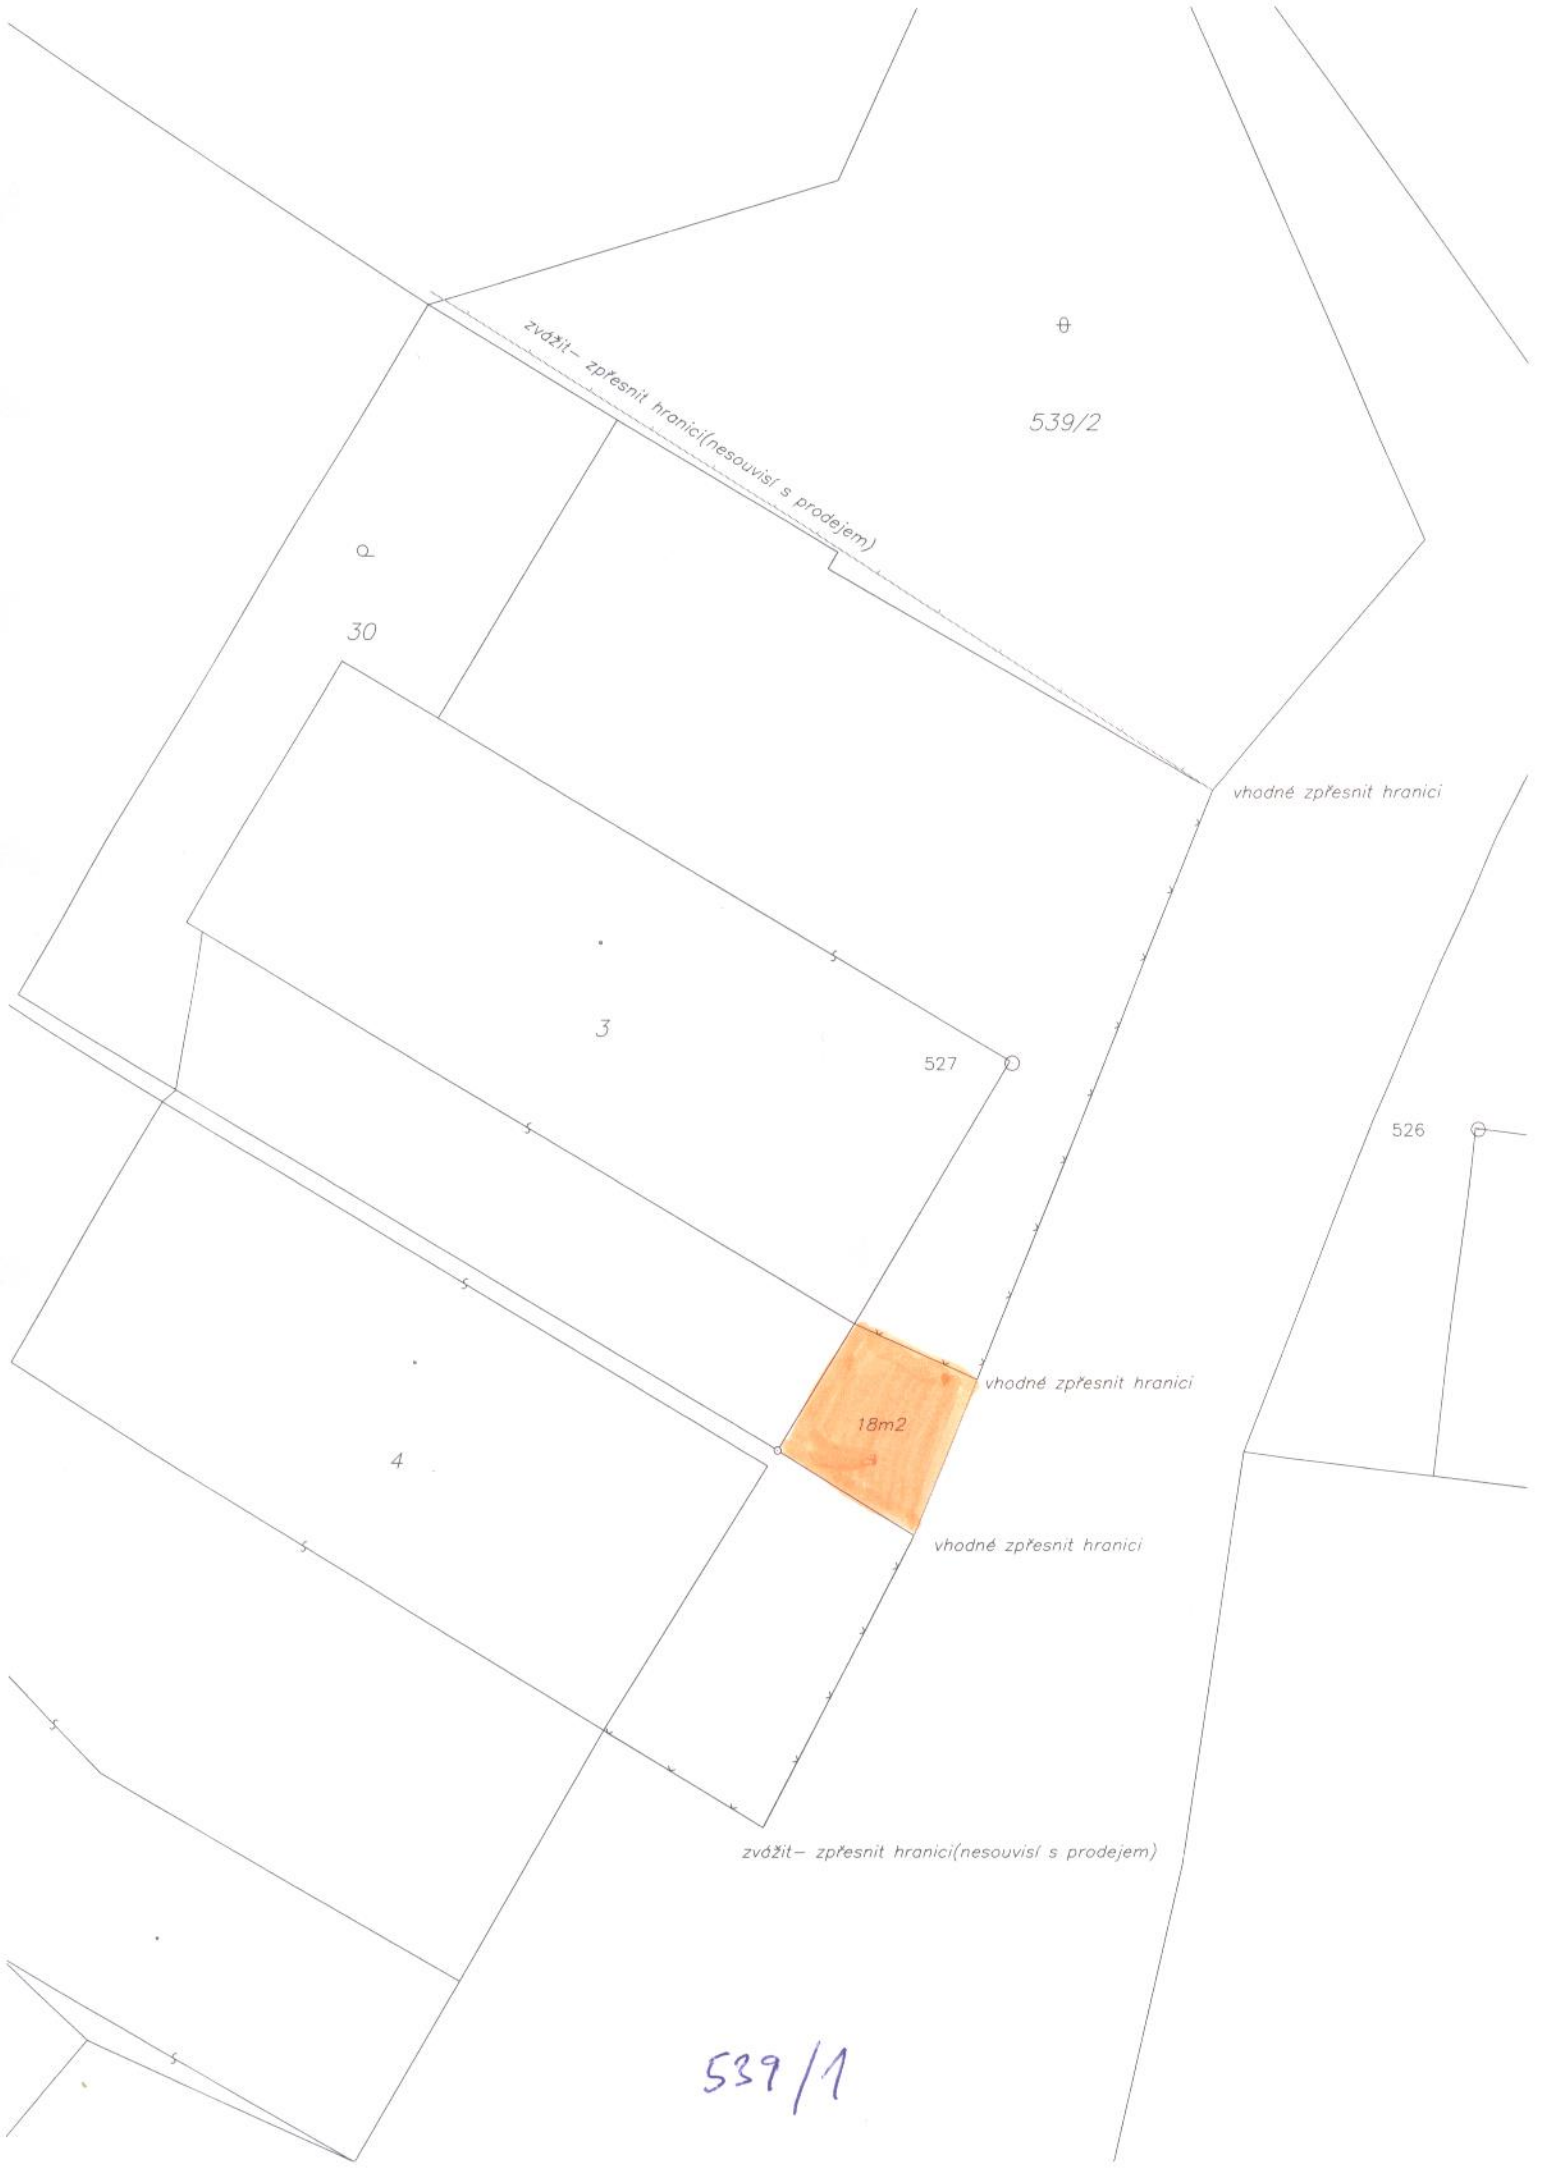 zvážit- zpřesnit hranici(nesouvisí s prodejem)
539/2
30
vhodné zpřesnit hranici
3
527
526
vhodné zpřesnit hranici
18m2
4
vhodné zpřesnit hranici
zvážit- zpřesnit hranici(nesouvisí s prodejem)
539/1